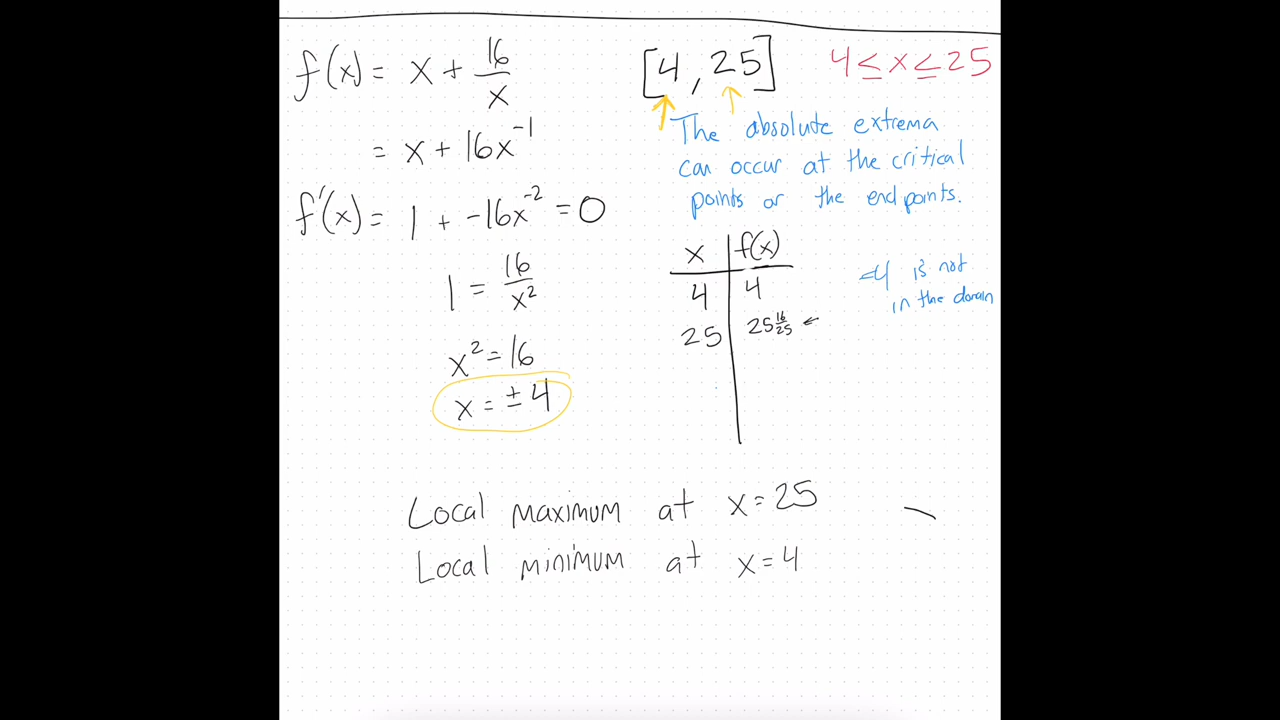 f(x) = x + 16/x
[4, 25]
4 ≤ x ≤ 25
= x + 16x⁻¹
f'(x) = 1 + -16x⁻² = 0
1 = 16/x²
x² = 16
x = ± 4
The absolute extrema
can occur at the critical
points or the endpoints.
x | f(x)
4 | 4
25 | 25 16/25 ←
-4 is not
in the domain
Local maximum at x = 25
Local minimum at x = 4